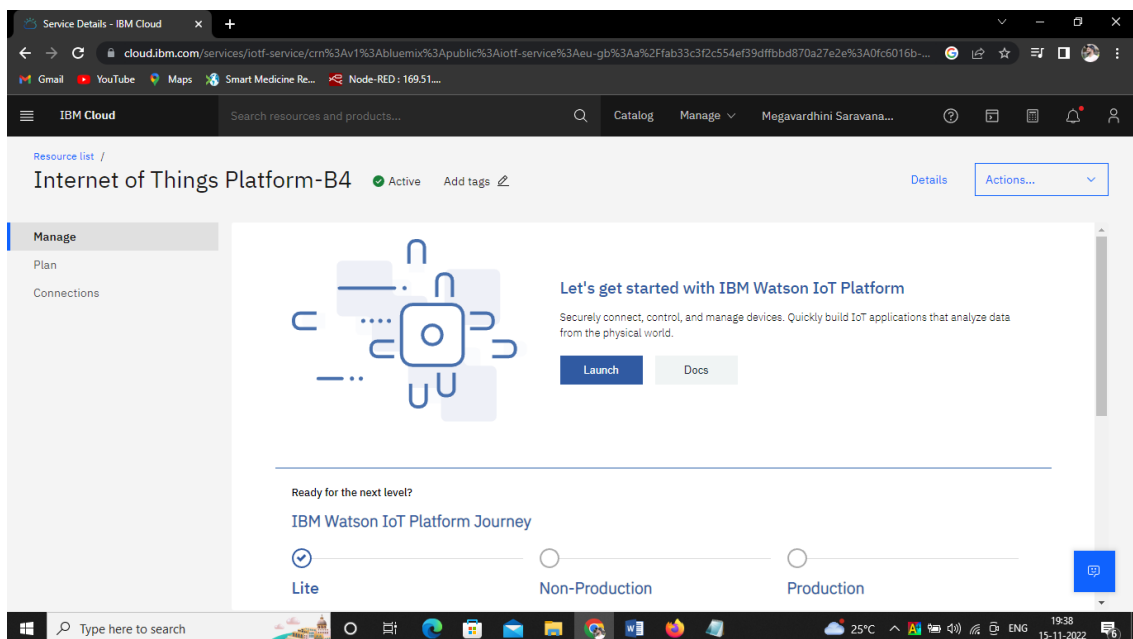 Service Details - IBM Cloud
cloud.ibm.com/services/iotf-service/crn%3Av1%3Abluemix%3Apublic%3Aiotf-service%3Aeu-gb%3Aa%2Ffab33c3f2c554ef39dffbbd870a27e2e%3A0fc6016b-...
Gmail YouTube Maps Smart Medicine Re... Node-RED : 169.51....
IBM Cloud Search resources and products... Catalog Manage Megavardhini Saravana...
Resource list /
Internet of Things Platform-B4 Active Add tags Details Actions...
Manage
Plan
Connections
Let's get started with IBM Watson IoT Platform
Securely connect, control, and manage devices. Quickly build IoT applications that analyze data
from the physical world.
Launch Docs
Ready for the next level?
IBM Watson IoT Platform Journey
Lite Non-Production Production
Type here to search 25°C ENG 19:38
15-11-2022